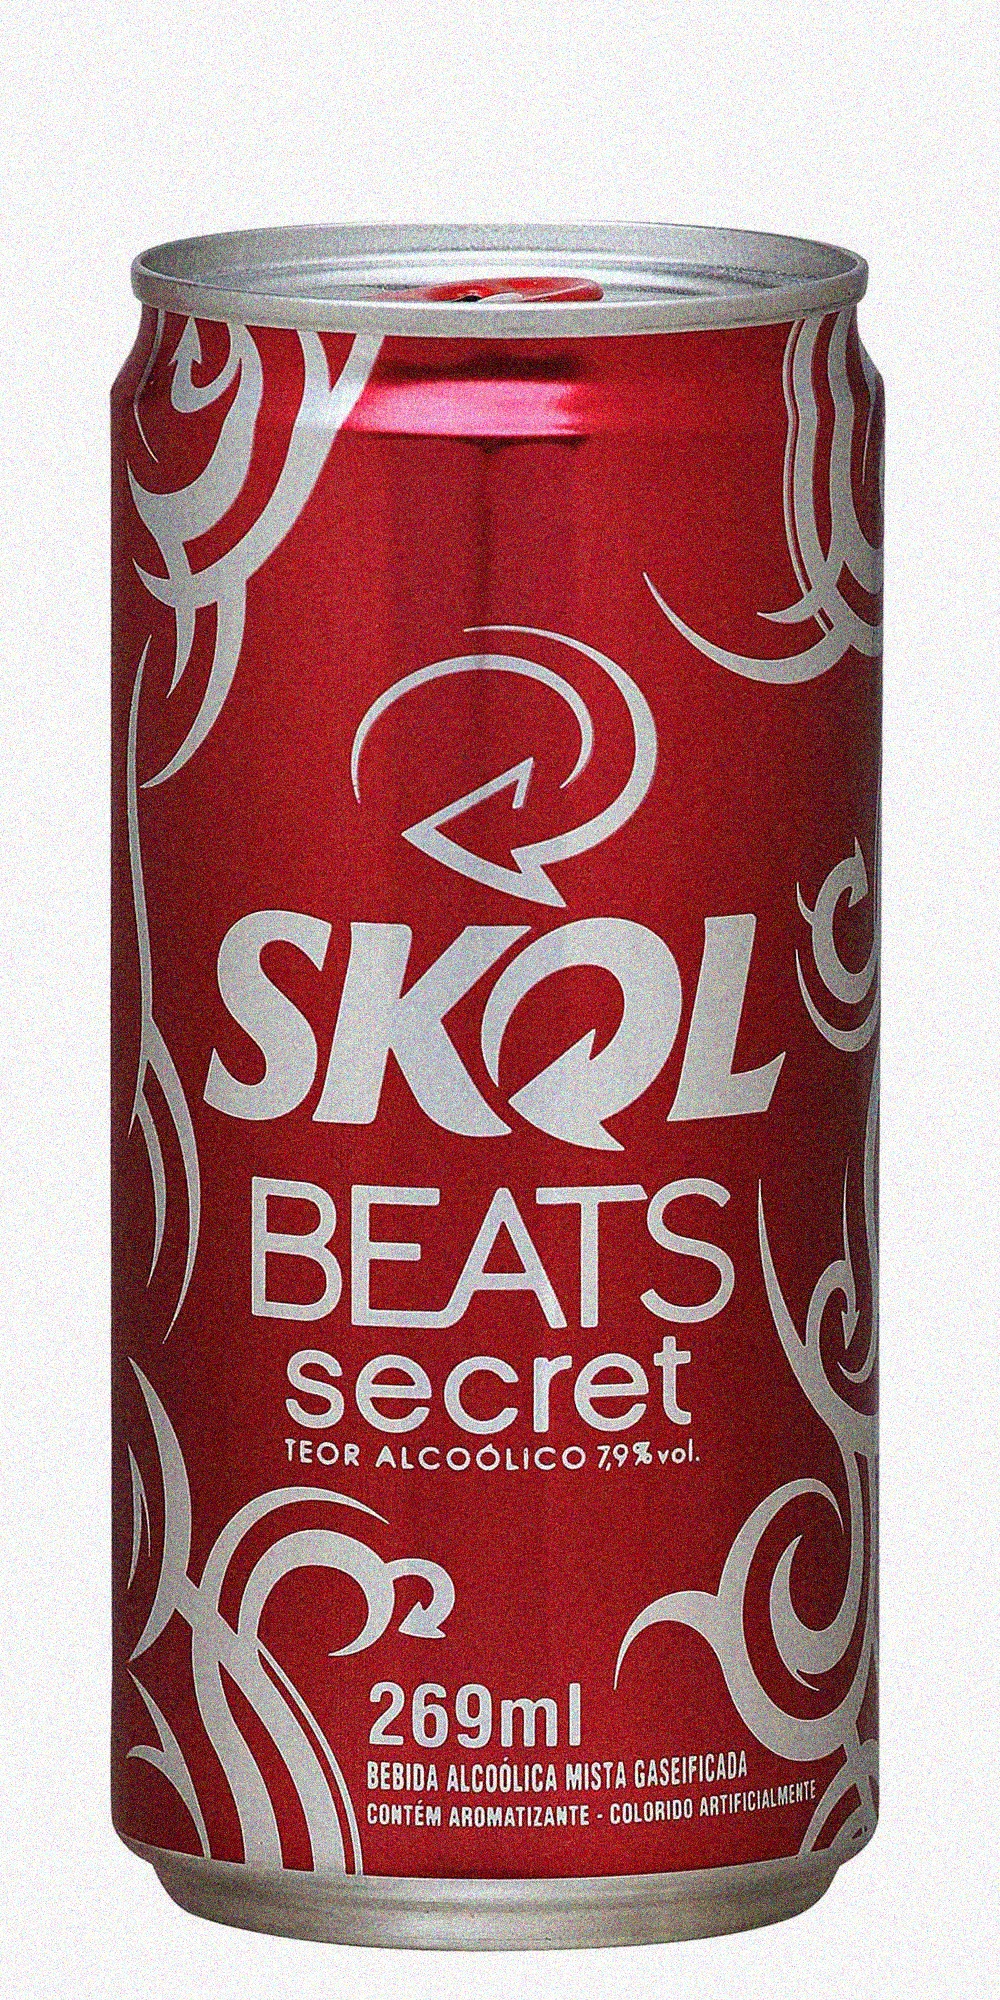 SKOL
BEATS
secret
TEOR ALCOÓLICO 7,9% vol.
269ml
BEBIDA ALCOÓLICA MISTA GASEIFICADA
CONTÉM AROMATIZANTE - COLORIDO ARTIFICIALMENTE